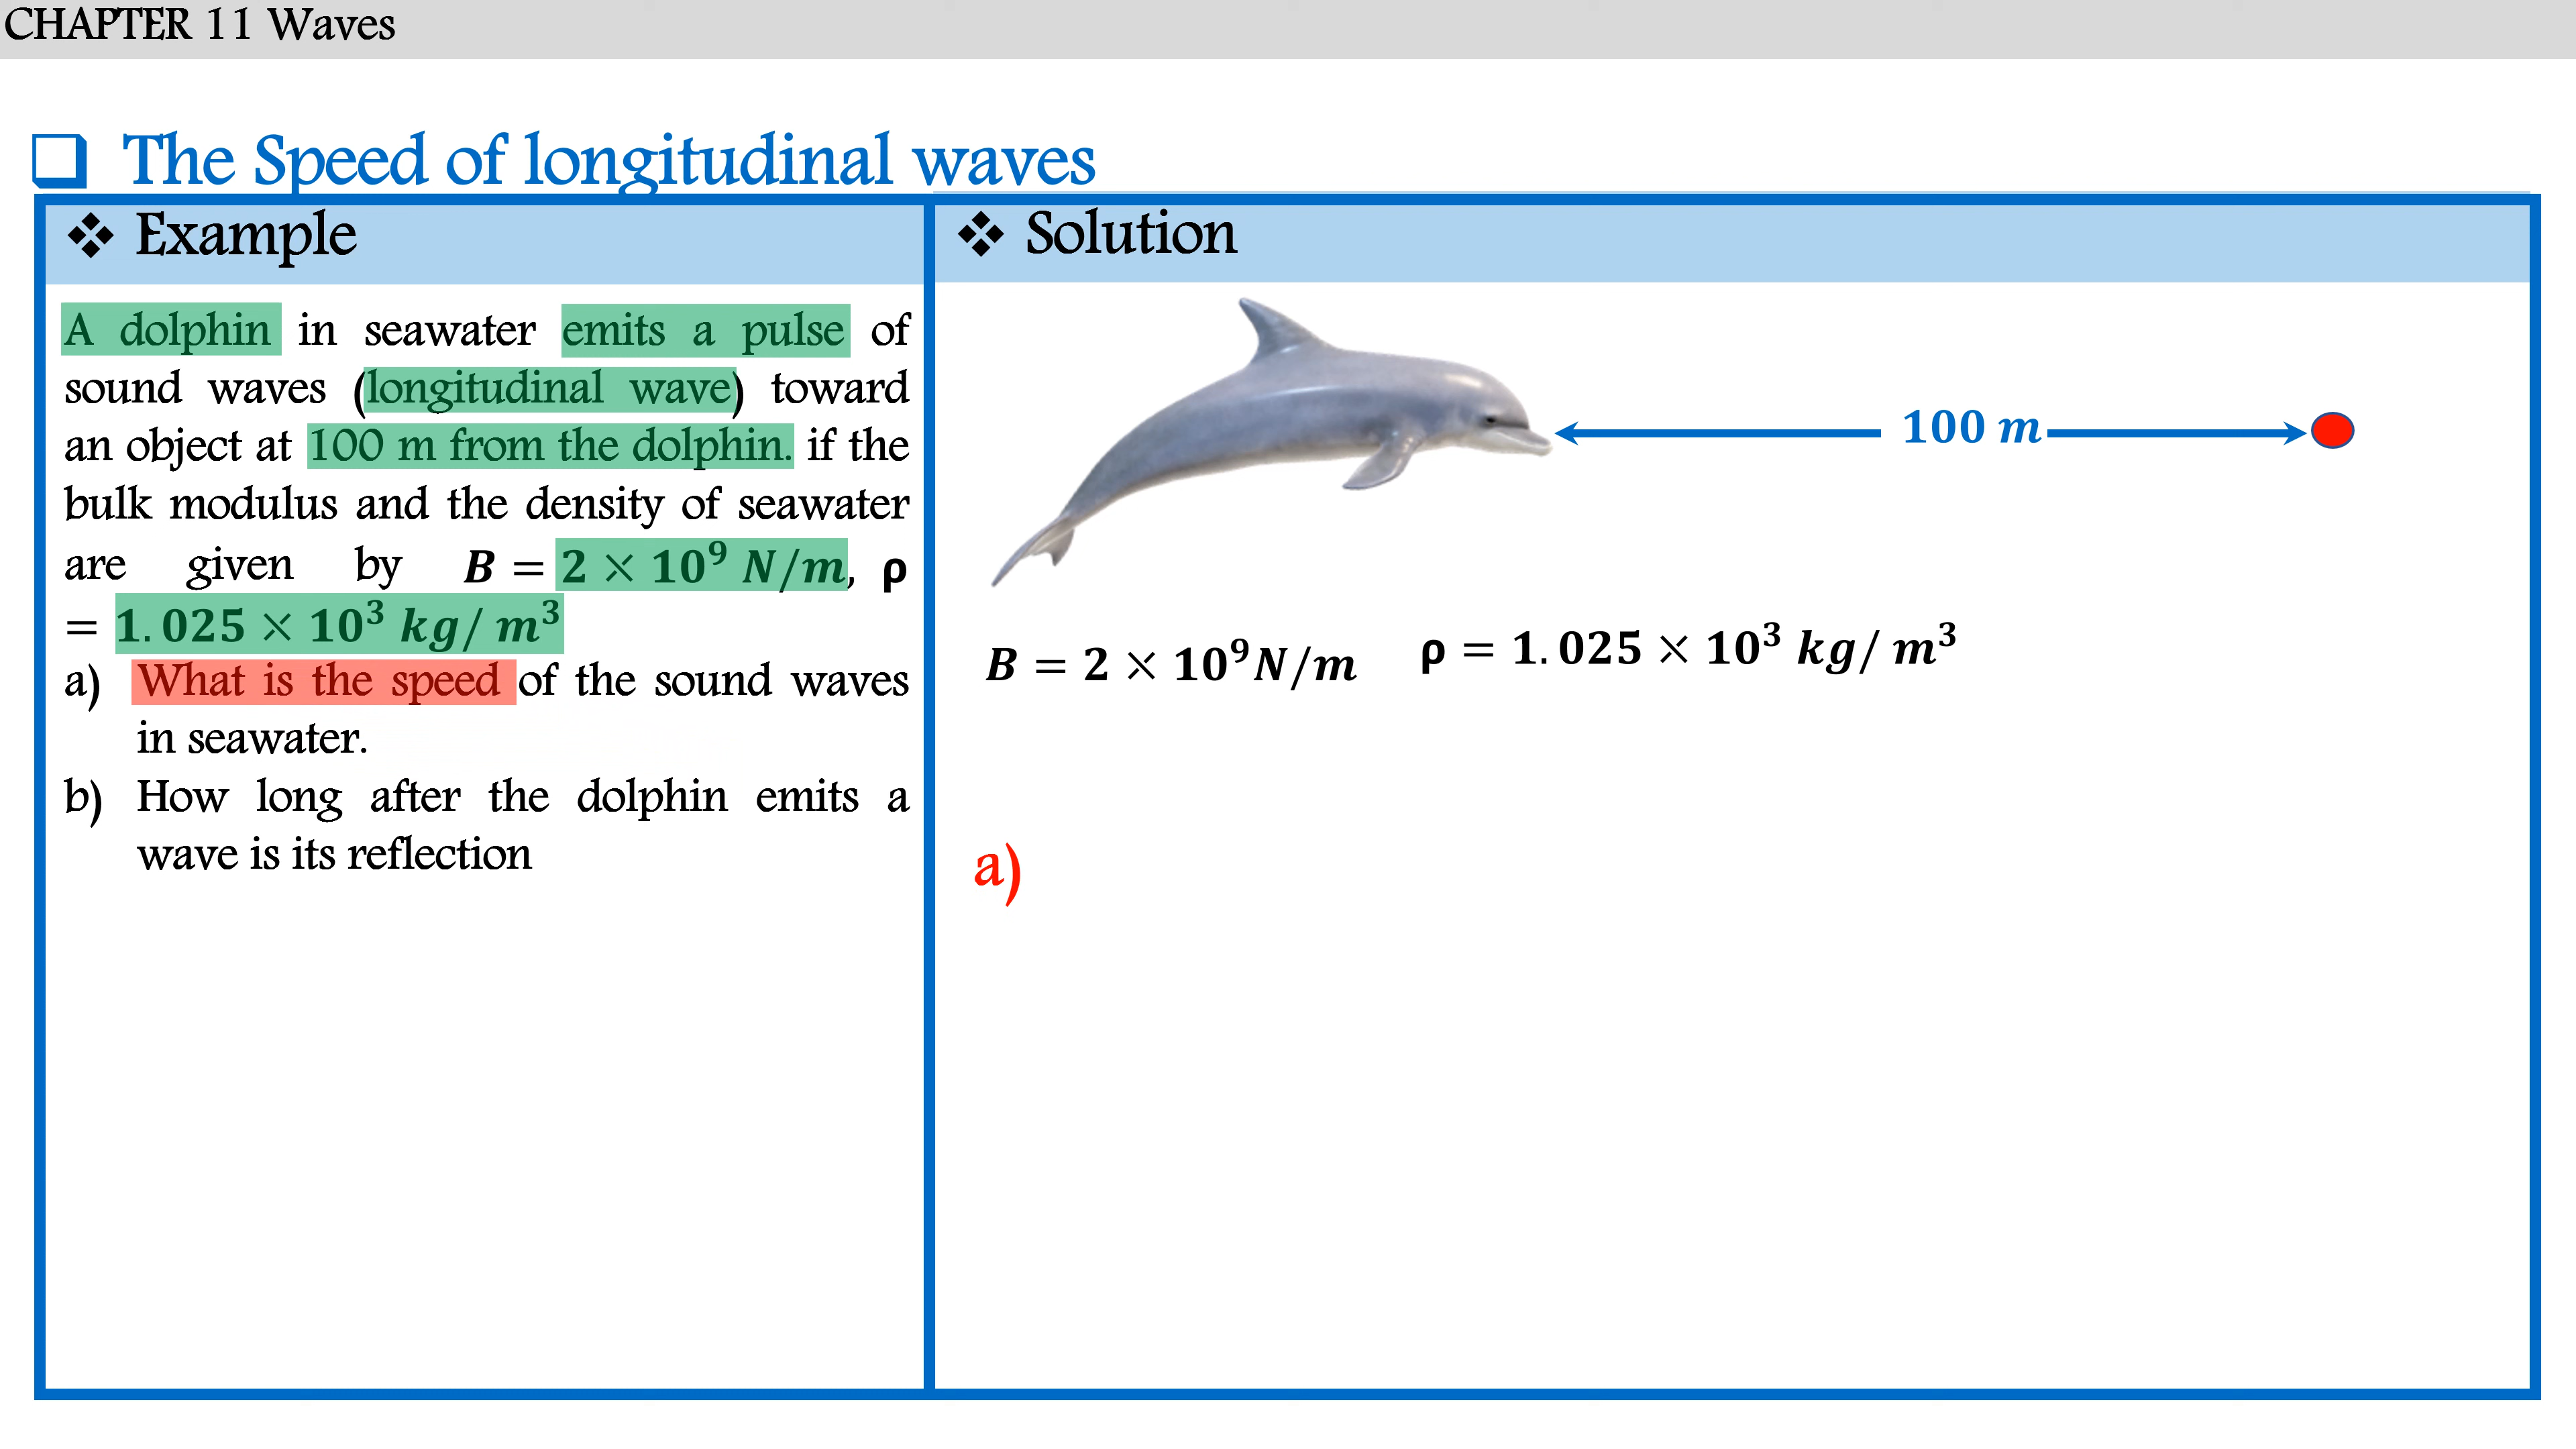 CHAPTER 11 Waves
❑ The Speed of longitudinal waves
❖ Example
A dolphin in seawater emits a pulse of
sound waves (longitudinal wave) toward
an object at 100 m from the dolphin. if the
bulk modulus and the density of seawater
are given by B = 2 × 10⁹ N/m, ρ
= 1.025 × 10³ kg/ m³
a) What is the speed of the sound waves
in seawater.
b) How long after the dolphin emits a
wave is its reflection
❖ Solution
100 m
B = 2 × 10⁹N/m ρ = 1.025 × 10³ kg/ m³
a)